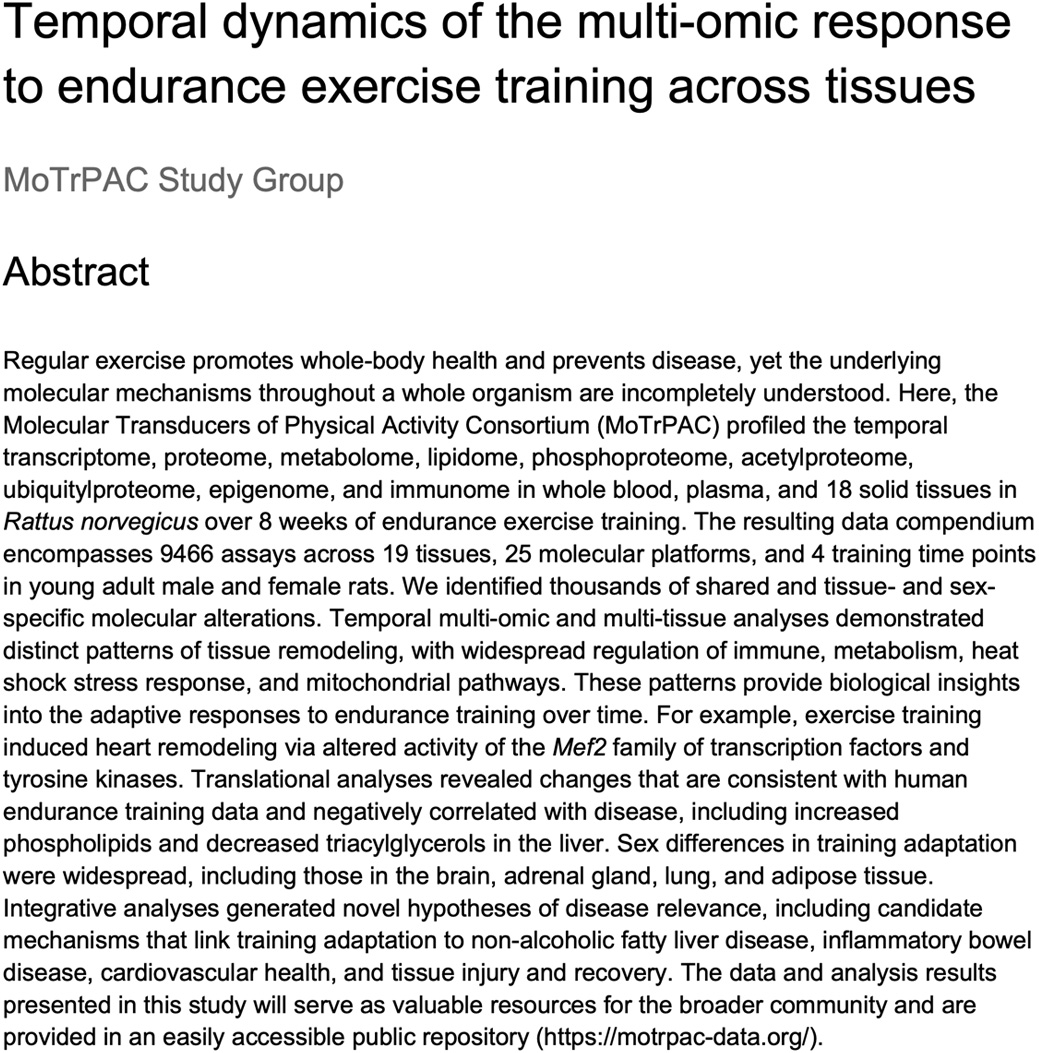 Temporal dynamics of the multi-omic response
to endurance exercise training across tissues
MoTrPAC Study Group
Abstract
Regular exercise promotes whole-body health and prevents disease, yet the underlying
molecular mechanisms throughout a whole organism are incompletely understood. Here, the
Molecular Transducers of Physical Activity Consortium (MoTrPAC) profiled the temporal
transcriptome, proteome, metabolome, lipidome, phosphoproteome, acetylproteome,
ubiquitylproteome, epigenome, and immunome in whole blood, plasma, and 18 solid tissues in
Rattus norvegicus over 8 weeks of endurance exercise training. The resulting data compendium
encompasses 9466 assays across 19 tissues, 25 molecular platforms, and 4 training time points
in young adult male and female rats. We identified thousands of shared and tissue- and sex-
specific molecular alterations. Temporal multi-omic and multi-tissue analyses demonstrated
distinct patterns of tissue remodeling, with widespread regulation of immune, metabolism, heat
shock stress response, and mitochondrial pathways. These patterns provide biological insights
into the adaptive responses to endurance training over time. For example, exercise training
induced heart remodeling via altered activity of the Mef2 family of transcription factors and
tyrosine kinases. Translational analyses revealed changes that are consistent with human
endurance training data and negatively correlated with disease, including increased
phospholipids and decreased triacylglycerols in the liver. Sex differences in training adaptation
were widespread, including those in the brain, adrenal gland, lung, and adipose tissue.
Integrative analyses generated novel hypotheses of disease relevance, including candidate
mechanisms that link training adaptation to non-alcoholic fatty liver disease, inflammatory bowel
disease, cardiovascular health, and tissue injury and recovery. The data and analysis results
presented in this study will serve as valuable resources for the broader community and are
provided in an easily accessible public repository (https://motrpac-data.org/).